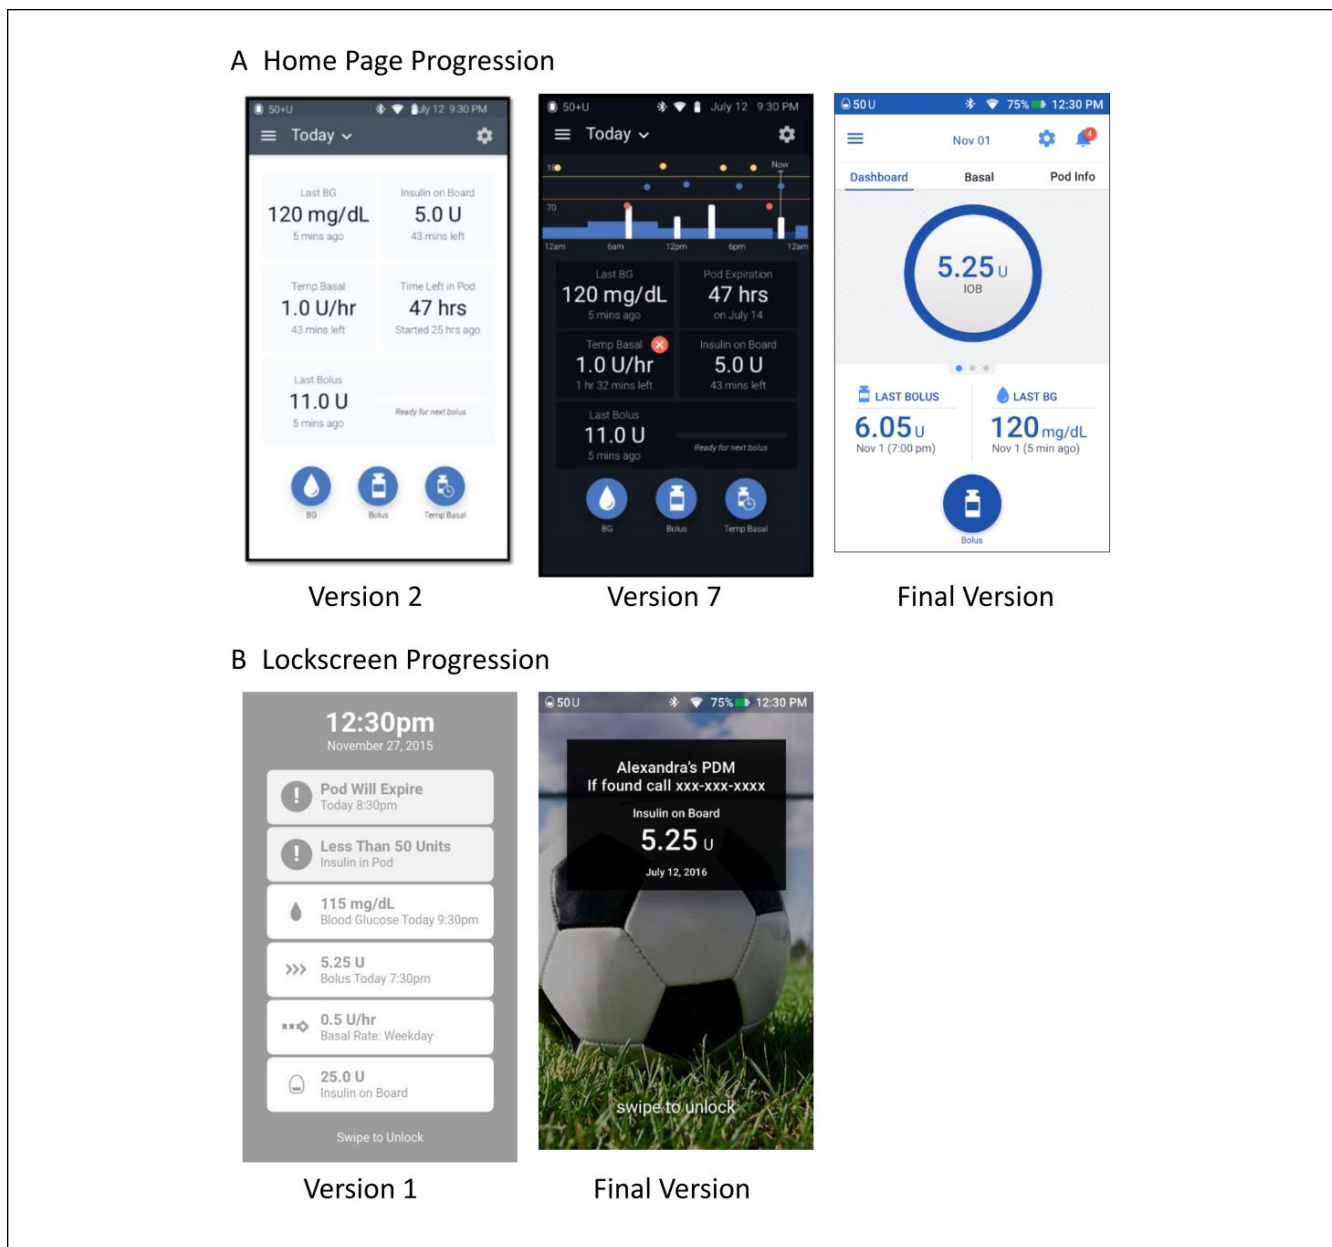 A Home Page Progression
50+U
July 12 9:30 PM
Today
Last BG
120 mg/dL
5 mins ago
Insulin on Board
5.0 U
43 mins left
Temp Basal
1.0 U/hr
43 mins left
Time Left in Pod
47 hrs
Started 25 hrs ago
Last Bolus
11.0 U
5 mins ago
Ready for next bolus
BG
Bolus
Temp Basal
Version 2
50+U
July 12 9:30 PM
Today
Now
70
12am
6am
12pm
6pm
12am
Last BG
120 mg/dL
5 mins ago
Pod Expiration
47 hrs
on July 14
Temp Basal
1.0 U/hr
1 hr 32 mins left
Insulin on Board
5.0 U
43 mins left
Last Bolus
11.0 U
5 mins ago
Ready for next bolus
BG
Bolus
Temp Basal
Version 7
50 U
75%
12:30 PM
Nov 01
4
Dashboard
Basal
Pod Info
5.25 U
IOB
LAST BOLUS
6.05 U
Nov 1 (7:00 pm)
LAST BG
120 mg/dL
Nov 1 (5 min ago)
Bolus
Final Version
B Lockscreen Progression
12:30pm
November 27, 2015
Pod Will Expire
Today 8:30pm
Less Than 50 Units
Insulin in Pod
115 mg/dL
Blood Glucose Today 9:30pm
5.25 U
Bolus Today 7:30pm
0.5 U/hr
Basal Rate: Weekday
25.0 U
Insulin on Board
Swipe to Unlock
Version 1
50 U
75%
12:30 PM
Alexandra's PDM
If found call xxx-xxx-xxxx
Insulin on Board
5.25 U
July 12, 2016
swipe to unlock
Final Version